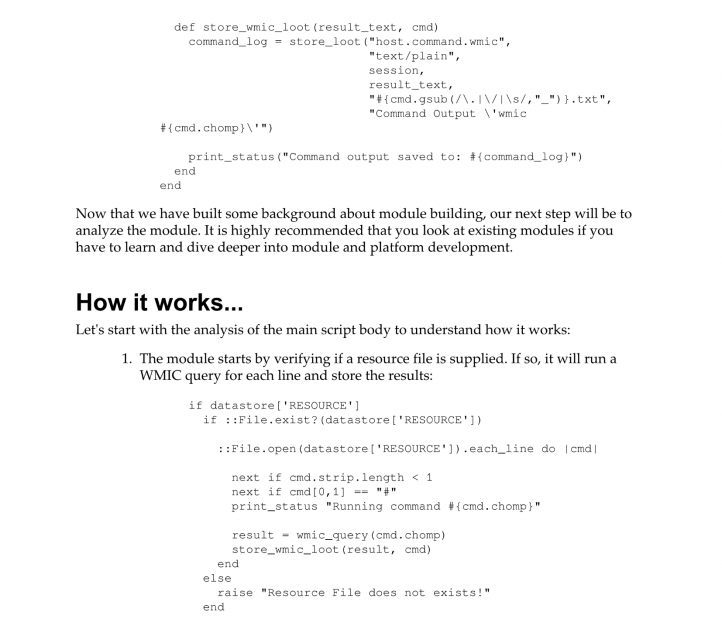 def store_wmic_loot(result_text, cmd)
command_log = store_loot("host.command.wmic",
"text/plain",
session,
result_text,
"#{cmd.gsub(/\.|\/|\s/,"_")}.txt",
"Command Output \'wmic
#{cmd.chomp}\'")
print_status("Command output saved to: #{command_log}")
end
end
Now that we have built some background about module building, our next step will be to
analyze the module. It is highly recommended that you look at existing modules if you
have to learn and dive deeper into module and platform development.
How it works...
Let's start with the analysis of the main script body to understand how it works:
1. The module starts by verifying if a resource file is supplied. If so, it will run a
WMIC query for each line and store the results:
if datastore['RESOURCE']
if ::File.exist?(datastore['RESOURCE'])
::File.open(datastore['RESOURCE']).each_line do |cmd|
next if cmd.strip.length < 1
next if cmd[0,1] == "#"
print_status "Running command #{cmd.chomp}"
result = wmic_query(cmd.chomp)
store_wmic_loot(result, cmd)
end
else
raise "Resource File does not exists!"
end